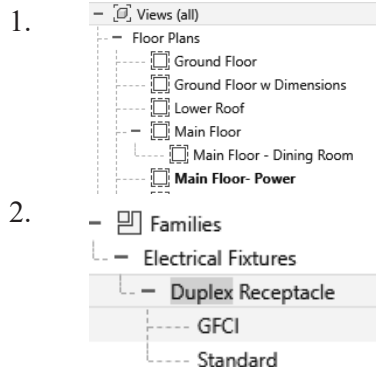 1.
Views (all)
Floor Plans
Ground Floor
Ground Floor w Dimensions
Lower Roof
Main Floor
Main Floor - Dining Room
Main Floor- Power
2.
Families
Electrical Fixtures
Duplex Receptacle
GFCI
Standard